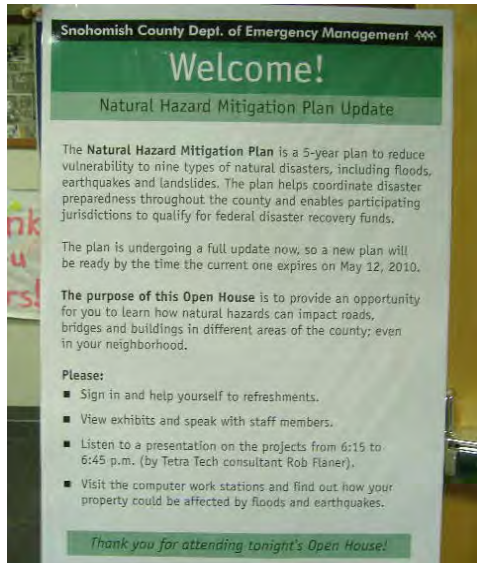 Snohomish County Dept. of Emergency Management
Welcome!
Natural Hazard Mitigation Plan Update
The Natural Hazard Mitigation Plan is a 5-year plan to reduce
vulnerability to nine types of natural disasters, including floods,
earthquakes and landslides. The plan helps coordinate disaster
preparedness throughout the county and enables participating
jurisdictions to qualify for federal disaster recovery funds.
The plan is undergoing a full update now, so a new plan will
be ready by the time the current one expires on May 12, 2010.
The purpose of this Open House is to provide an opportunity
for you to learn how natural hazards can impact roads,
bridges and buildings in different areas of the county; even
in your neighborhood.
Please:
■ Sign in and help yourself to refreshments.
■ View exhibits and speak with staff members.
■ Listen to a presentation on the projects from 6:15 to
6:45 p.m. (by Tetra Tech consultant Rob Flaner).
■ Visit the computer work stations and find out how your
property could be affected by floods and earthquakes.
Thank you for attending tonight's Open House!